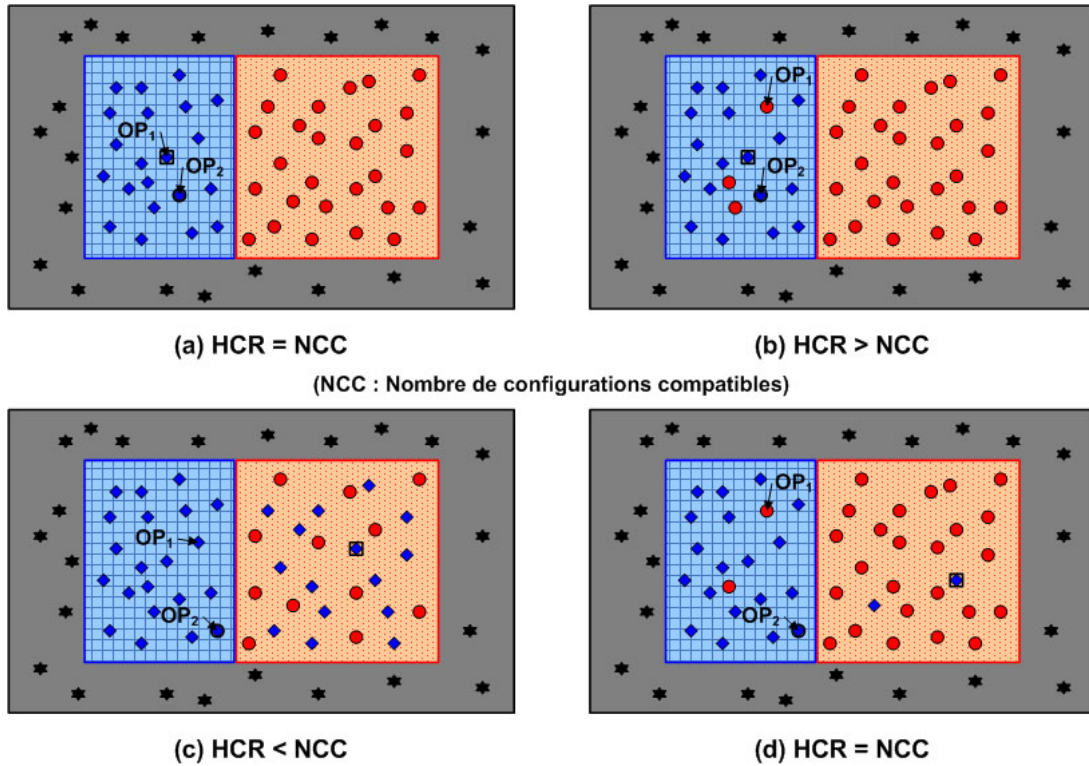 OP1
OP1
OP2
OP2
(a) HCR = NCC
(b) HCR > NCC
(NCC : Nombre de configurations compatibles)
OP1
OP1
OP2
OP2
(c) HCR < NCC
(d) HCR = NCC